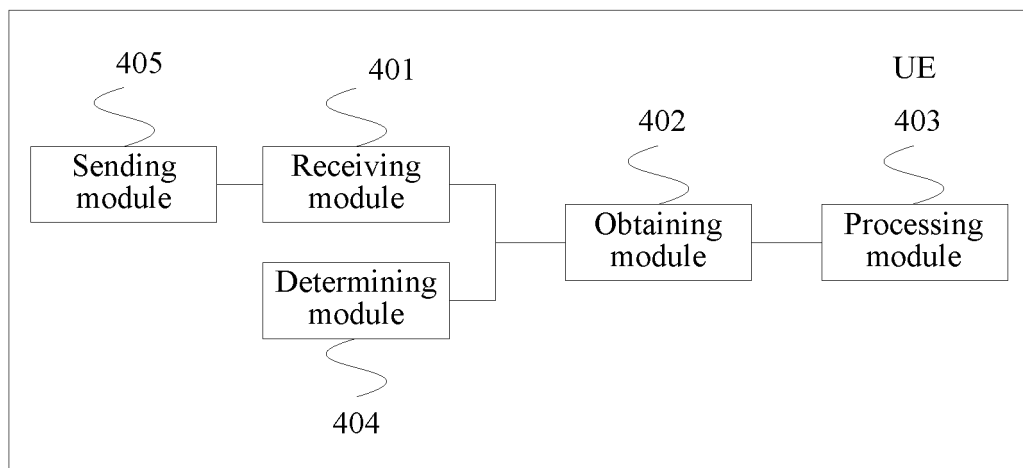 405
401
UE
402
403
Sending
module
Receiving
module
Obtaining
module
Processing
module
Determining
module
404